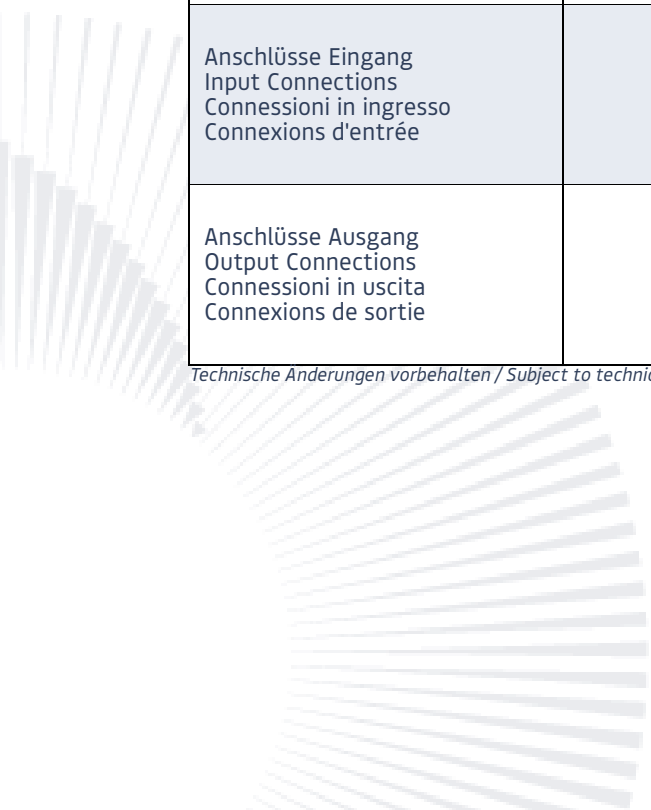 Anschlüsse Eingang
Input Connections
Connessioni in ingresso
Connexions d'entrée
Anschlüsse Ausgang
Output Connections
Connessioni in uscita
Connexions de sortie
Technische Änderungen vorbehalten / Subject to